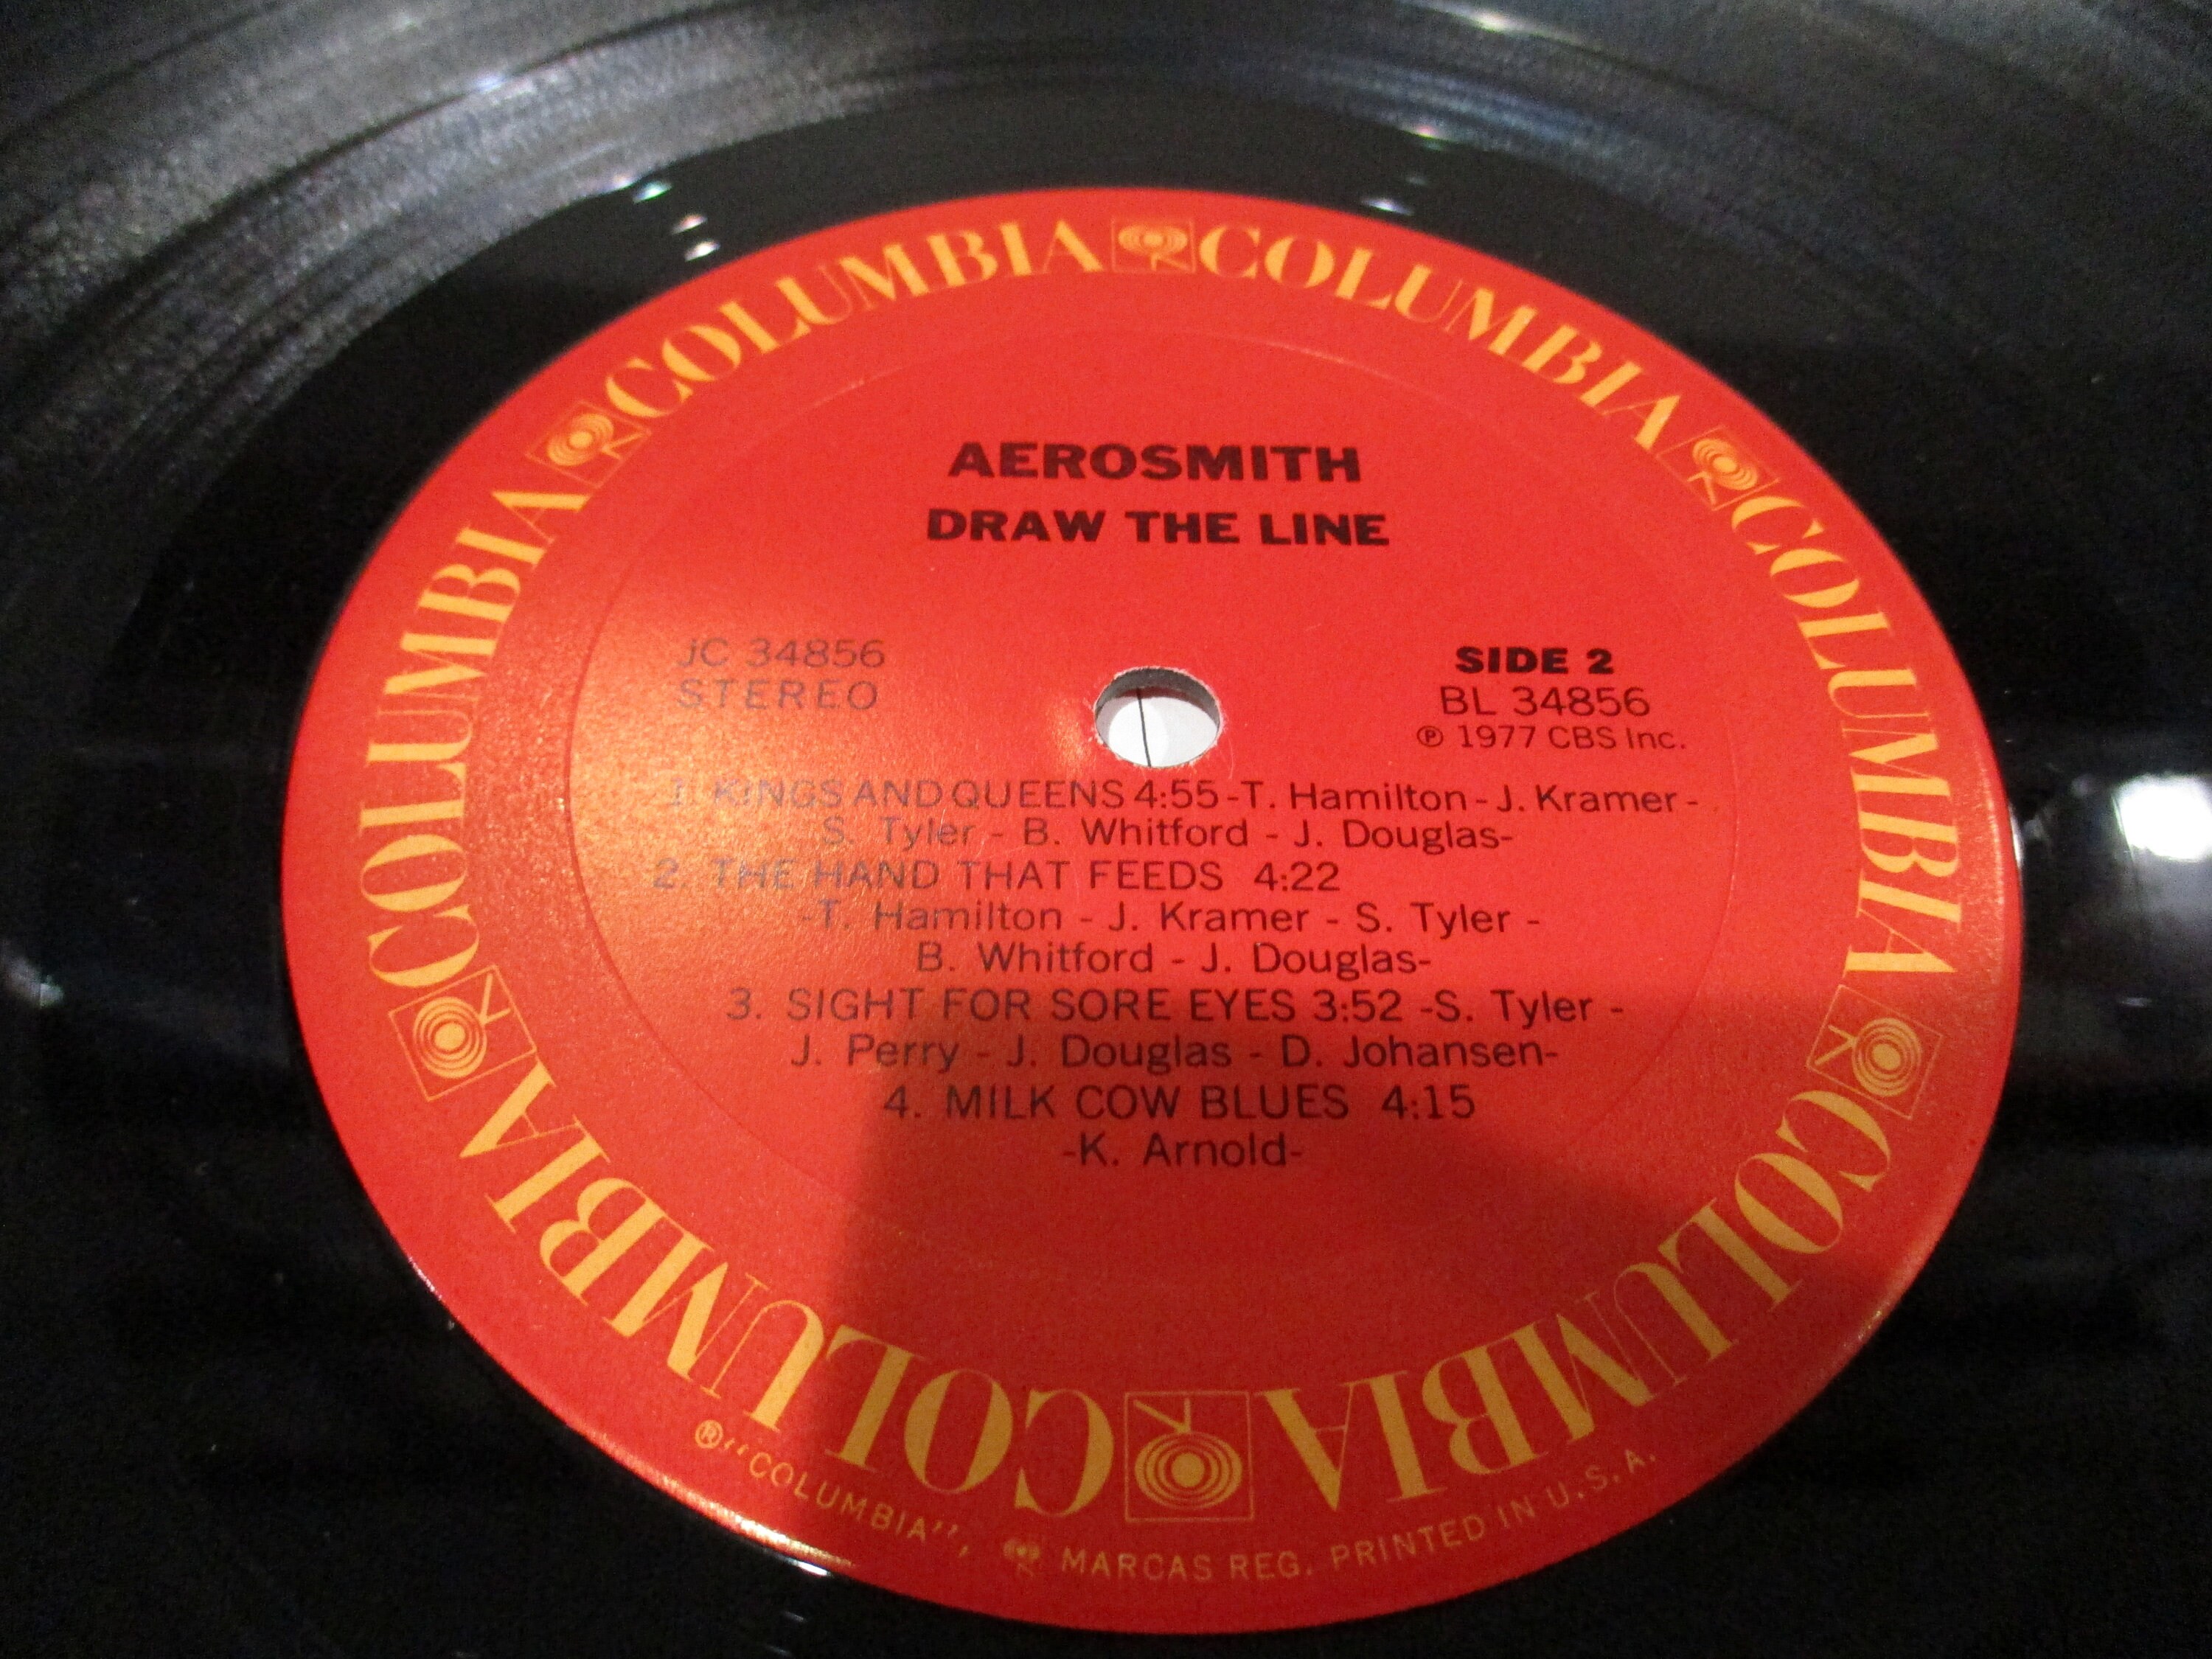 COLUMBIA COLUMBIA COLUMBIA COLUMBIA COLUMBIA COLUMBIA
AEROSMITH
DRAW THE LINE
JC 34856
STEREO
SIDE 2
BL 34856
℗ 1977 CBS Inc.
1. KINGS AND QUEENS 4:55 -T. Hamilton - J. Kramer -
S. Tyler - B. Whitford - J. Douglas-
2. THE HAND THAT FEEDS 4:22
-T. Hamilton - J. Kramer - S. Tyler -
B. Whitford - J. Douglas-
3. SIGHT FOR SORE EYES 3:52 -S. Tyler -
J. Perry - J. Douglas - D. Johansen-
4. MILK COW BLUES 4:15
-K. Arnold-
® "COLUMBIA", MARCAS REG. PRINTED IN U.S.A.